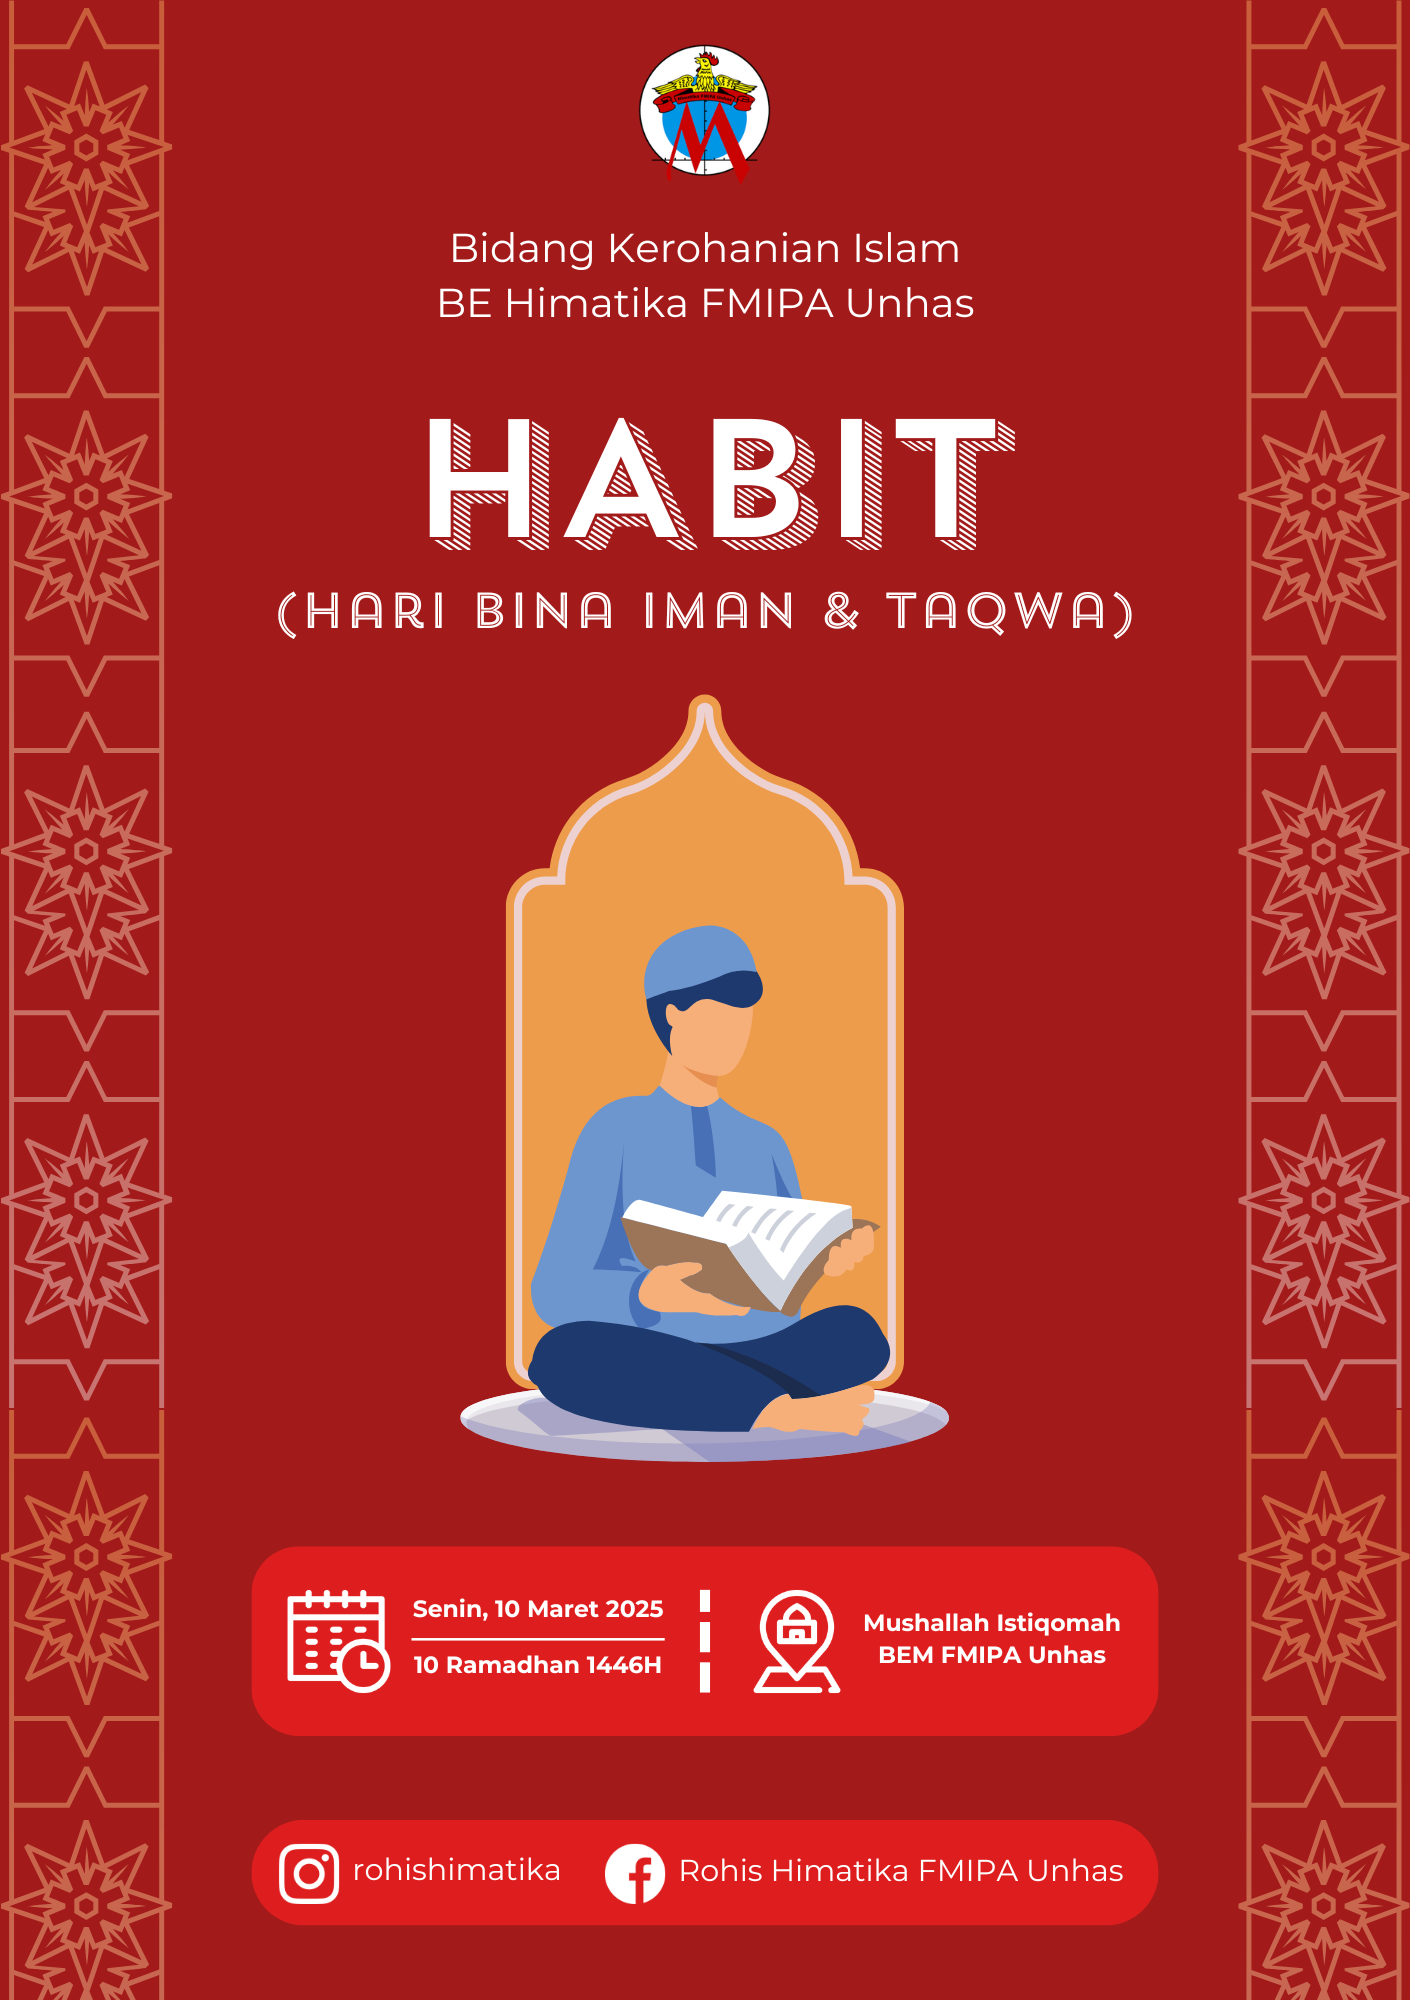 Bidang Kerohanian Islam
BE Himatika FMIPA Unhas
HABIT
(HARI BINA IMAN & TAQWA)
Senin, 10 Maret 2025
10 Ramadhan 1446H
Mushallah Istiqomah
BEM FMIPA Unhas
rohishimatika
Rohis Himatika FMIPA Unhas